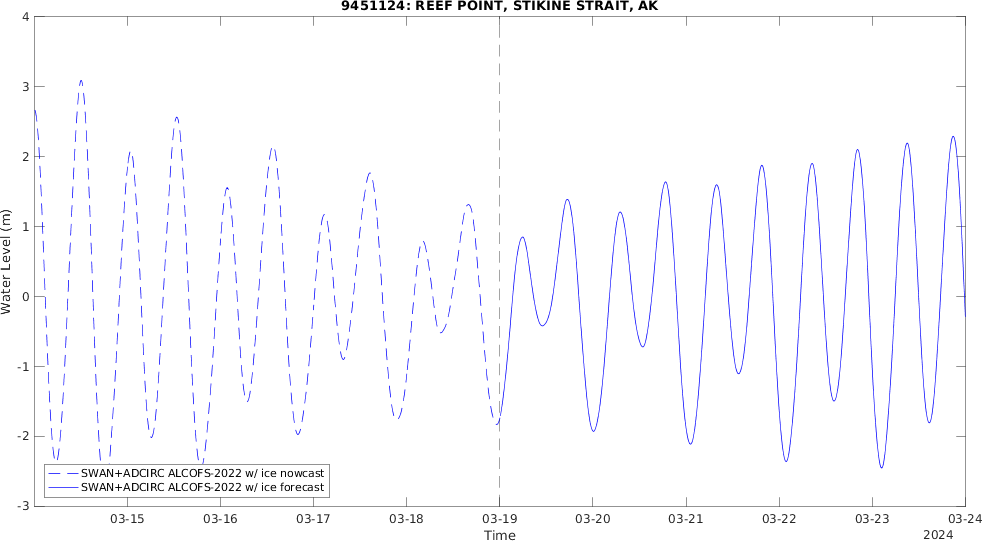 9451124: REEF POINT, STIKINE STRAIT, AK
4
3
2
1
0
-1
-2
-3
Water Level (m)
SWAN+ADCIRC ALCOFS-2022 w/ ice nowcast
SWAN+ADCIRC ALCOFS-2022 w/ ice forecast
03-15 03-16 03-17 03-18 03-19 03-20 03-21 03-22 03-23 03-24
Time
2024